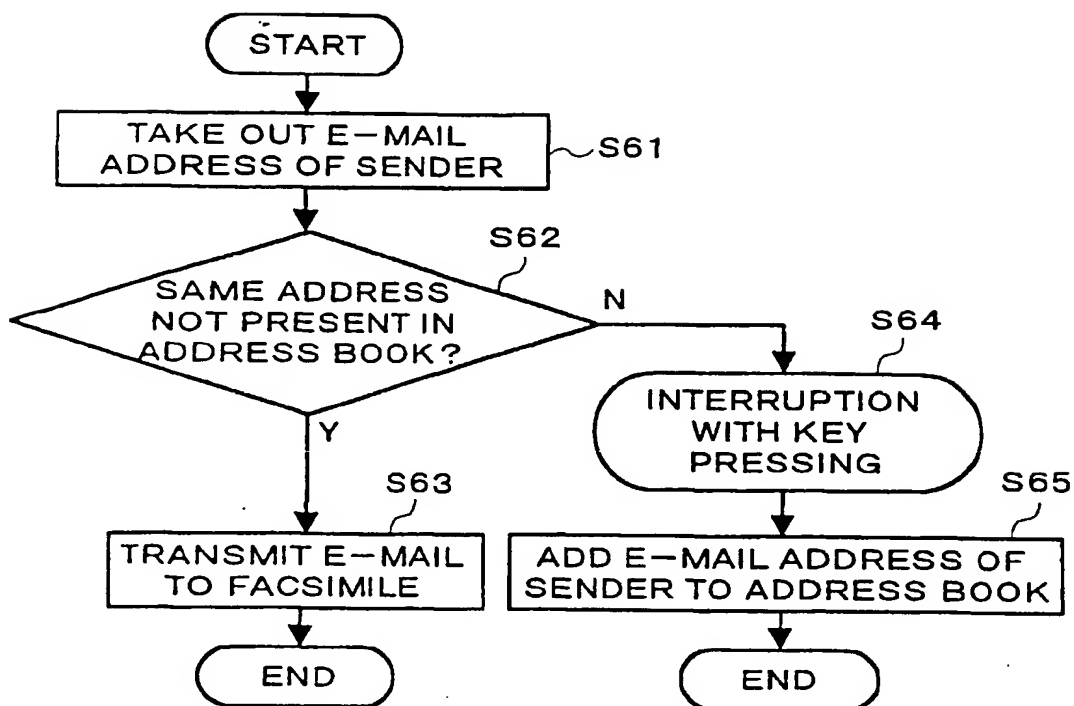 START
TAKE OUT E-MAIL
ADDRESS OF SENDER
S61
S62
SAME ADDRESS
NOT PRESENT IN
ADDRESS BOOK?
N
Y
S64
INTERRUPTION
WITH KEY
PRESSING
S63
TRANSMIT E-MAIL
TO FACSIMILE
END
S65
ADD E-MAIL ADDRESS OF
SENDER TO ADDRESS BOOK
END